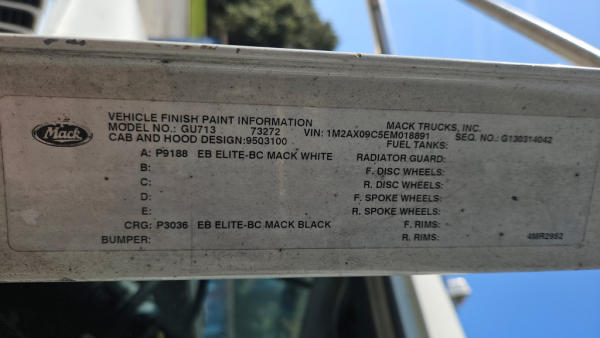 Mack
VEHICLE FINISH PAINT INFORMATION MACK TRUCKS, INC.
MODEL NO.: GU713 73272 VIN: 1M2AX09C5EM018891 SEQ. NO.: G130314042
CAB AND HOOD DESIGN:9503100 FUEL TANKS:
A: P9188 EB ELITE-BC MACK WHITE RADIATOR GUARD:
B: F. DISC WHEELS:
C: R. DISC WHEELS:
D: F. SPOKE WHEELS:
E: R. SPOKE WHEELS:
CRG: P3036 EB ELITE-BC MACK BLACK F. RIMS:
BUMPER: R. RIMS: 4MR2952